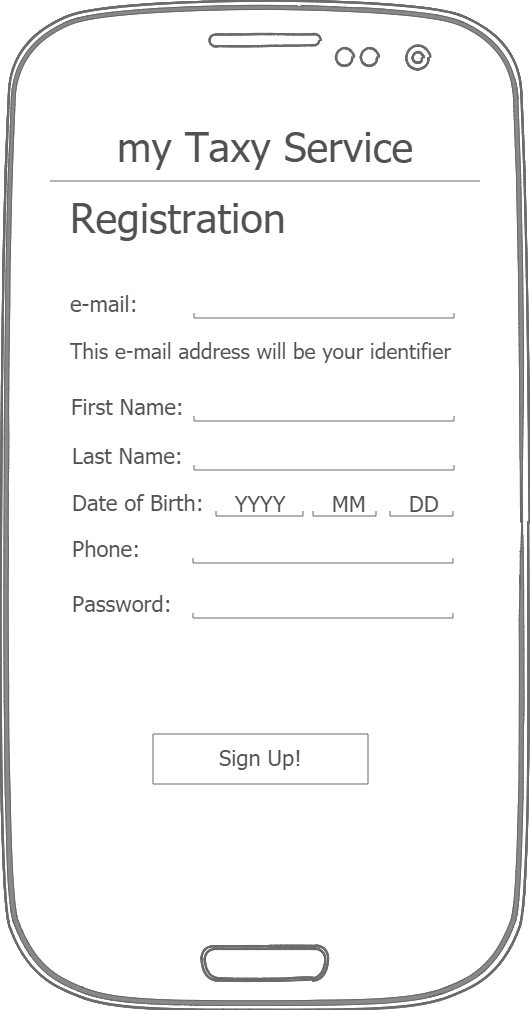 my Taxy Service
Registration
e-mail:
This e-mail address will be your identifier
First Name:
Last Name:
Date of Birth: YYYY MM DD
Phone:
Password:
Sign Up!